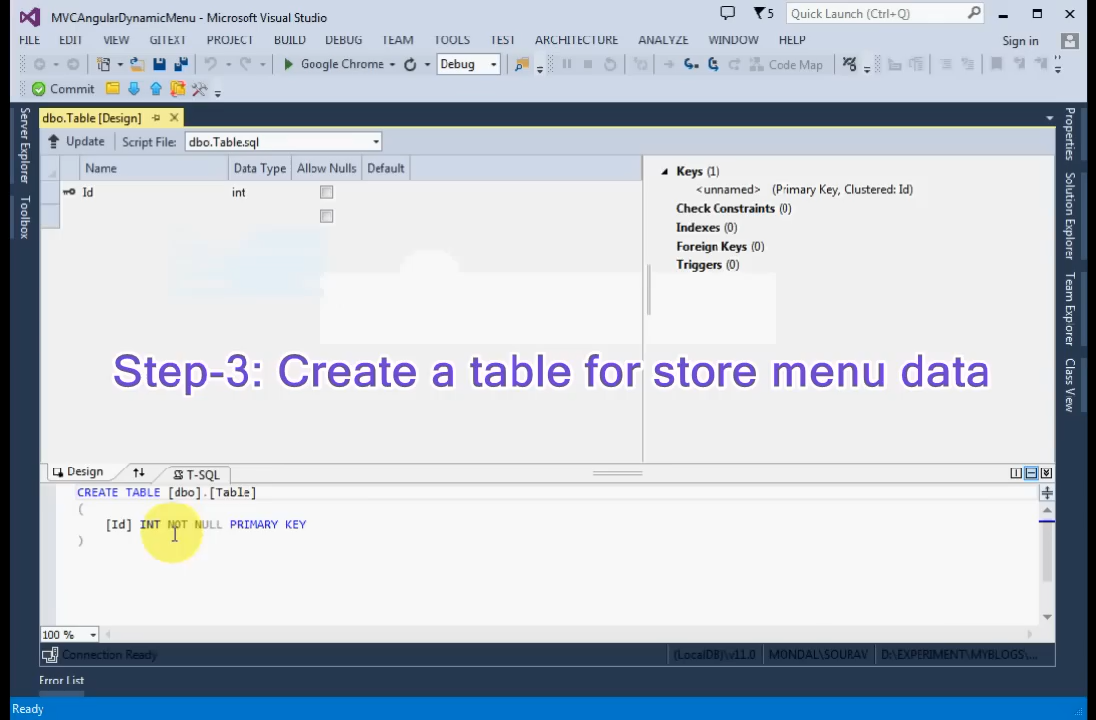 MVCAngularDynamicMenu - Microsoft Visual Studio
5
Quick Launch (Ctrl+Q)
FILE EDIT VIEW GITEXT PROJECT BUILD DEBUG TEAM TOOLS TEST ARCHITECTURE ANALYZE WINDOW HELP
Sign in
Google Chrome
Debug
Code Map
Commit
Server Explorer
Toolbox
dbo.Table [Design]
Update Script File: dbo.Table.sql
Name Data Type Allow Nulls Default
Id int
Keys (1)
<unnamed> (Primary Key, Clustered: Id)
Check Constraints (0)
Indexes (0)
Foreign Keys (0)
Triggers (0)
Properties
Solution Explorer
Team Explorer
Class View
Step-3: Create a table for store menu data
Design T-SQL
CREATE TABLE [dbo].[Table]
(
[Id] INT NOT NULL PRIMARY KEY
)
100 %
Connection Ready (LocalDB)\v11.0 MONDAL\SOURAV D:\EXPERIMENT\MYBLOGS\...
Error List
Ready